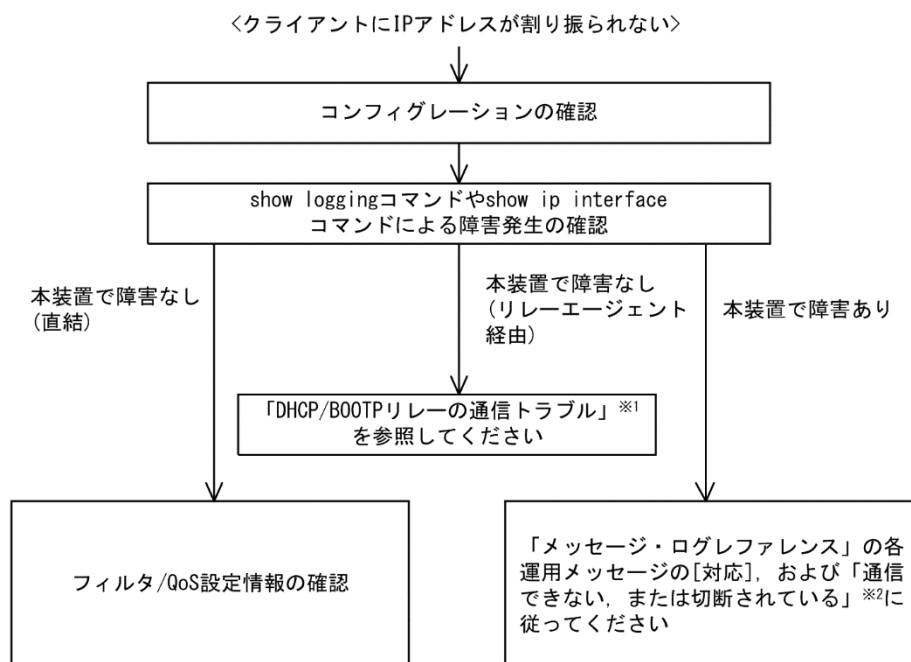 <クライアントにIPアドレスが割り振られない>
コンフィグレーションの確認
show loggingコマンドやshow ip interface
コマンドによる障害発生の確認
本装置で障害なし
(直結)
本装置で障害なし
(リレーエージェント
経由)
本装置で障害あり
「DHCP/BOOTPリレーの通信トラブル」※1
を参照してください
フィルタ/QoS設定情報の確認
「メッセージ・ログレファレンス」の各
運用メッセージの[対応], および「通信
できない, または切断されている」※2に
従ってください